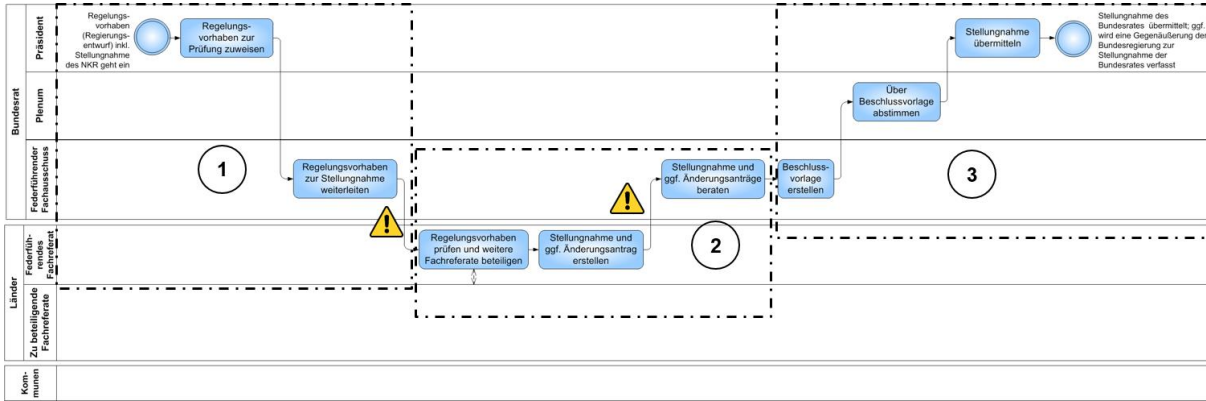 Bundesrat
Präsident
Plenum
Federführender
Fachausschuss
Länder
Federfüh-
rendes
Fachreferat
Zu beteiligende
Fachreferate
Kom-
munen
Regelungs-
vorhaben
(Regierungs-
entwurf) inkl.
Stellungnahme
des NKR geht ein
Regelungs-
vorhaben zur
Prüfung zuweisen
1
Regelungsvorhaben
zur Stellungnahme
weiterleiten
Regelungsvorhaben
prüfen und weitere
Fachreferate beteiligen
Stellungnahme und
ggf. Änderungsantrag
erstellen
2
Stellungnahme und
ggf. Änderungsanträge
beraten
Beschluss-
vorlage
erstellen
Über
Beschlussvorlage
abstimmen
3
Stellungnahme
übermitteln
Stellungnahme des
Bundesrates übermittelt; ggf.
wird eine Gegenäußerung der
Bundesregierung zur
Stellungnahme der
Bundesrates verfasst